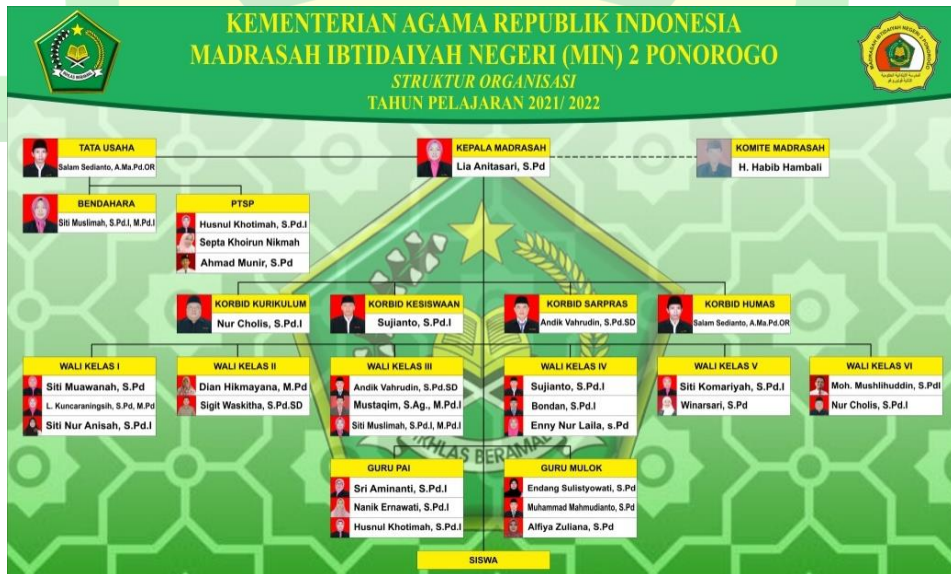 KEMENTERIAN AGAMA REPUBLIK INDONESIA
MADRASAH IBTIDAIYAH NEGERI (MIN) 2 PONOROGO
STRUKTUR ORGANISASI
TAHUN PELAJARAN 2021/ 2022
TATA USAHA
Salam Sedianto, A.Ma.Pd.OR
KEPALA MADRASAH
Lia Anitasari, S.Pd
KOMITE MADRASAH
H. Habib Hambali
BENDAHARA
Siti Muslimah, S.Pd.I, M.Pd.I
PTSP
Husnul Khotimah, S.Pd.I
Septa Khoirun Nikmah
Ahmad Munir, S.Pd
KORBID KURIKULUM
Nur Cholis, S.Pd.I
KORBID KESISWAAN
Sujianto, S.Pd.I
KORBID SARPRAS
Andik Vahrudin, S.Pd.SD
KORBID HUMAS
Salam Sedianto, A.Ma.Pd.OR
WALI KELAS I
Siti Muawanah, S.Pd
L. Kuncaraningsih, S.Pd, M.Pd
Siti Nur Anisah, S.Pd.I
WALI KELAS II
Dian Hikmayana, M.Pd
Sigit Waskitha, S.Pd.SD
WALI KELAS III
Andik Vahrudin, S.Pd.SD
Mustaqim, S.Ag., M.Pd.I
Siti Muslimah, S.Pd.I, M.Pd.I
WALI KELAS IV
Sujianto, S.Pd.I
Bondan, S.Pd.I
Enny Nur Laila, s.Pd
WALI KELAS V
Siti Komariyah, S.Pd.I
Winarsari, S.Pd
WALI KELAS VI
Moh. Mushlihuddin, S.PdI
Nur Cholis, S.Pd.I
IKHLAS BERAMAL
GURU PAI
Sri Aminanti, S.Pd.I
Nanik Ernawati, S.Pd.I
Husnul Khotimah, S.Pd.I
GURU MULOK
Endang Sulistyowati, S.Pd
Muhammad Mahmudianto, S.Pd
Alfiya Zuliana, S.Pd
SISWA